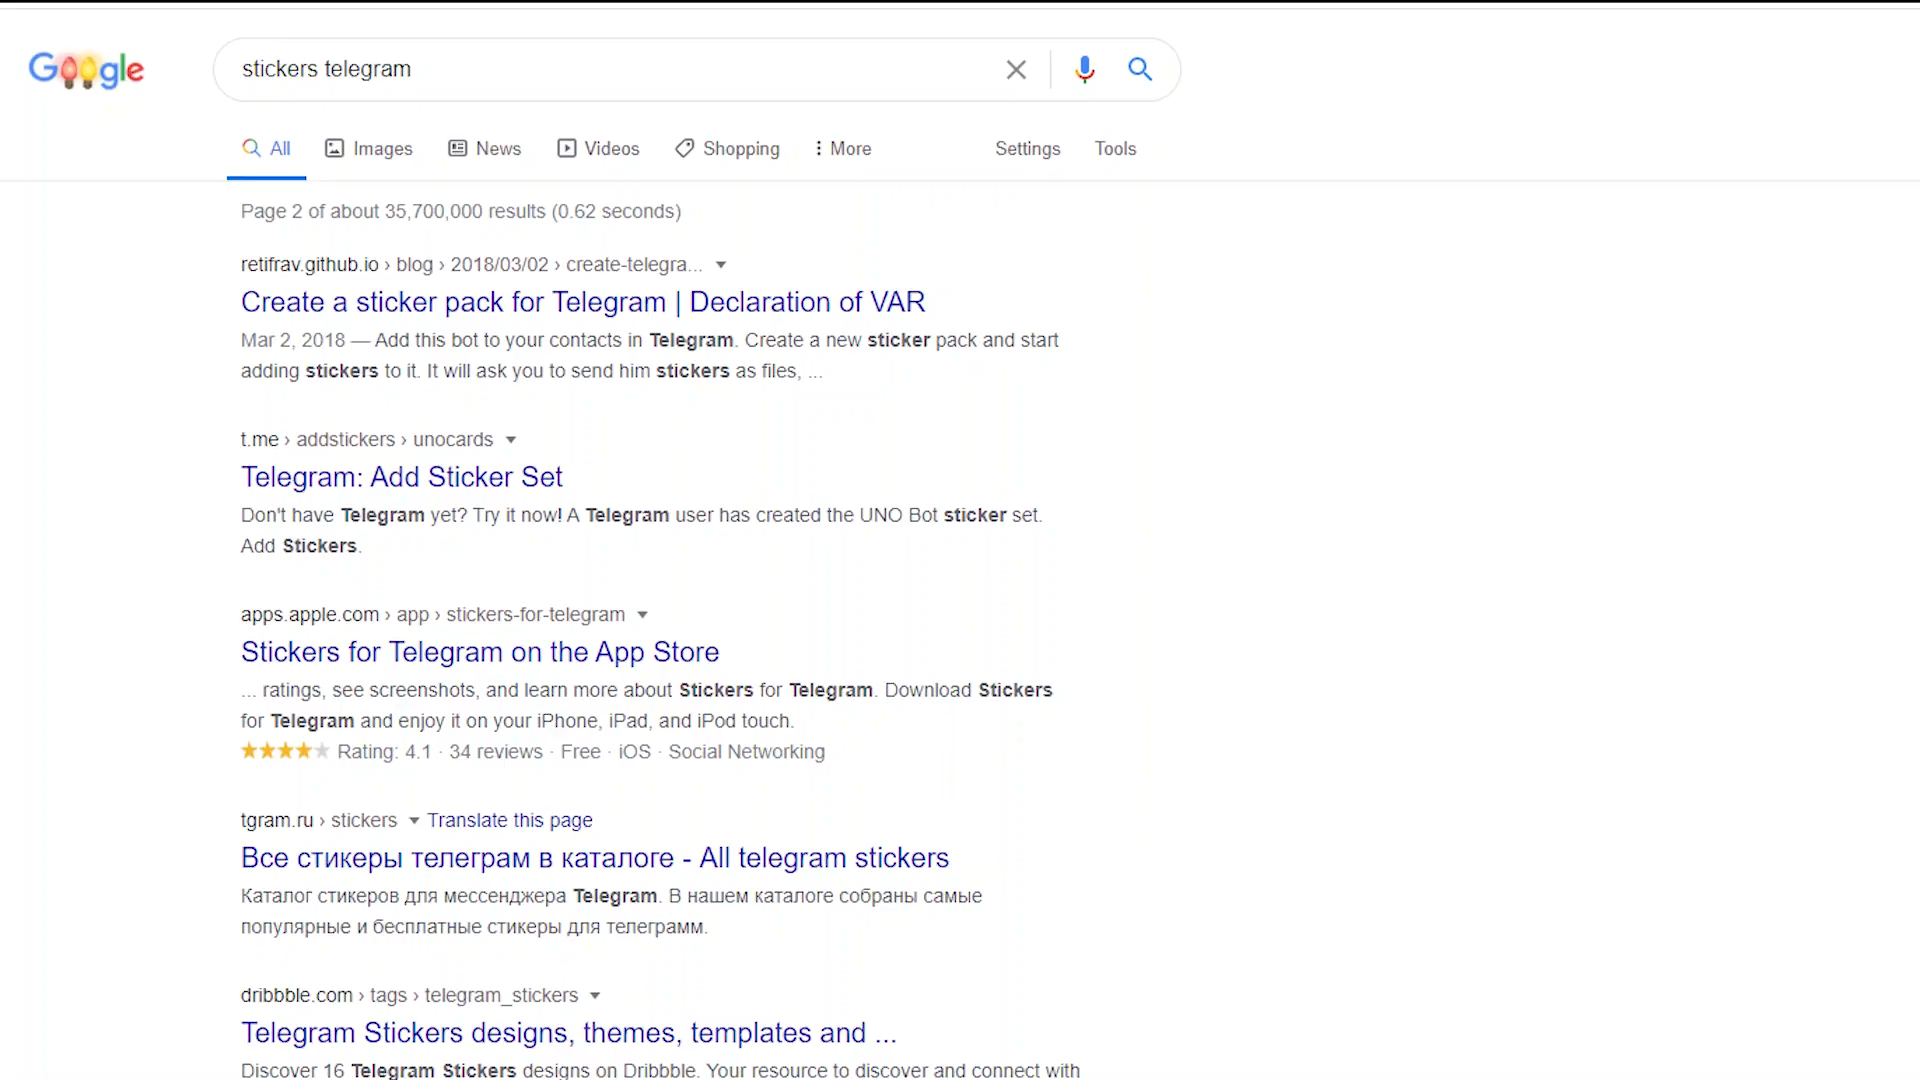 Google
stickers telegram
All Images News Videos Shopping More Settings Tools
Page 2 of about 35,700,000 results (0.62 seconds)
retifrav.github.io › blog › 2018/03/02 › create-telegra...
Create a sticker pack for Telegram | Declaration of VAR
Mar 2, 2018 — Add this bot to your contacts in Telegram. Create a new sticker pack and start
adding stickers to it. It will ask you to send him stickers as files, ...
t.me › addstickers › unocards
Telegram: Add Sticker Set
Don't have Telegram yet? Try it now! A Telegram user has created the UNO Bot sticker set.
Add Stickers.
apps.apple.com › app › stickers-for-telegram
Stickers for Telegram on the App Store
... ratings, see screenshots, and learn more about Stickers for Telegram. Download Stickers
for Telegram and enjoy it on your iPhone, iPad, and iPod touch.
Rating: 4.1 · 34 reviews · Free · iOS · Social Networking
tgram.ru › stickers Translate this page
Все стикеры телеграм в каталоге - All telegram stickers
Каталог стикеров для мессенджера Telegram. В нашем каталоге собраны самые
популярные и бесплатные стикеры для телеграмм.
dribbble.com › tags › telegram_stickers
Telegram Stickers designs, themes, templates and ...
Discover 16 Telegram Stickers designs on Dribbble. Your resource to discover and connect with